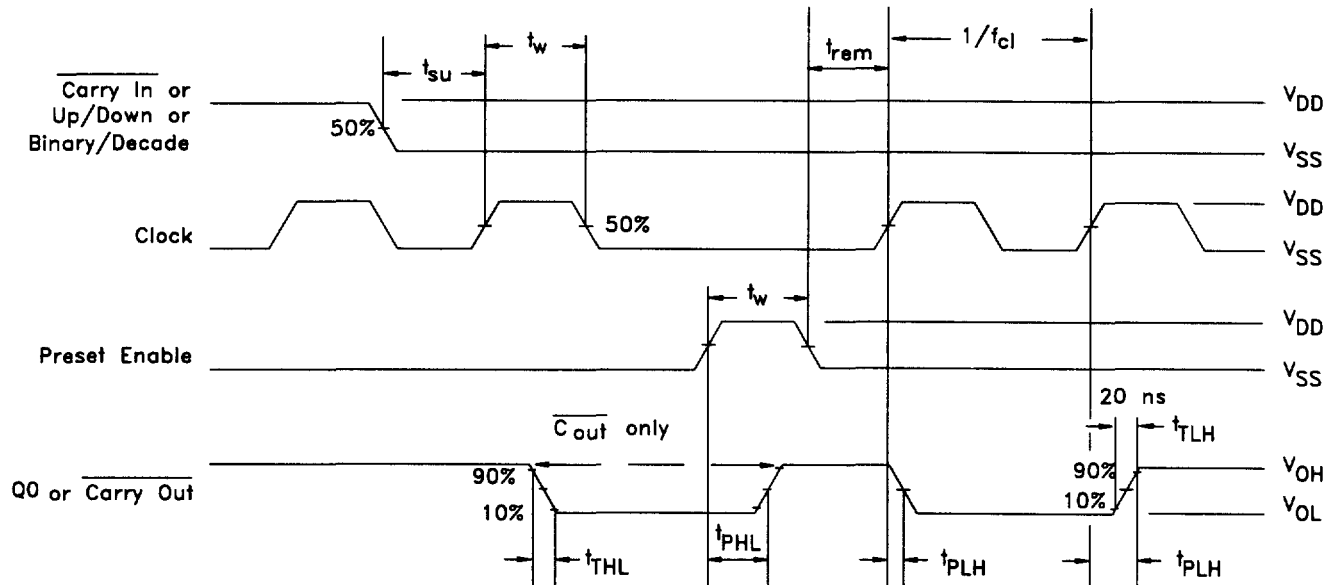 t_w
1/f_cl
t_rem
t_su
Carry In or
Up/Down or
Binary/Decade
50%
V_DD
V_SS
Clock
50%
V_DD
V_SS
t_w
Preset Enable
V_DD
V_SS
20 ns
C_out only
t_TLH
Q0 or Carry Out
90%
10%
90%
10%
V_OH
V_OL
t_THL
t_PHL
t_PLH
t_PLH